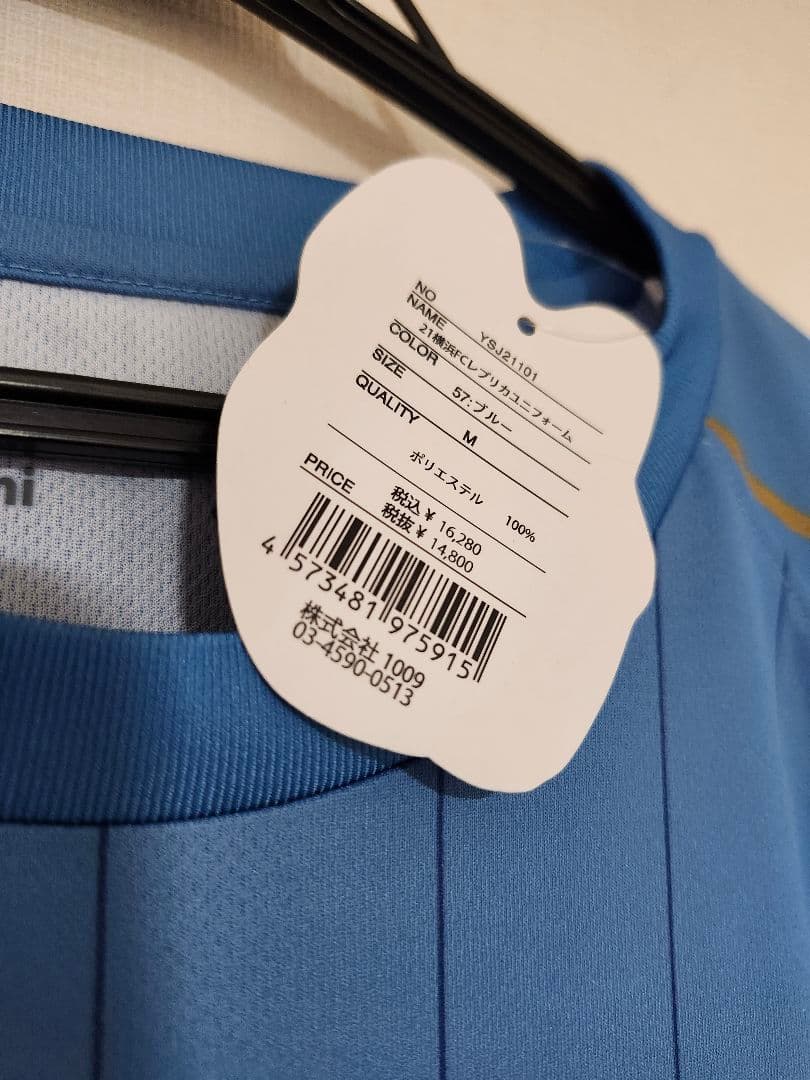 NO YSJ21101
NAME 21横浜FCレプリカユニフォーム
COLOR 57:ブルー
SIZE M
QUALITY
ポリエステル 100%
PRICE 税込 ¥ 16,280
税抜 ¥ 14,800
4 573481 975915
株式会社 1009
03-4590-0513